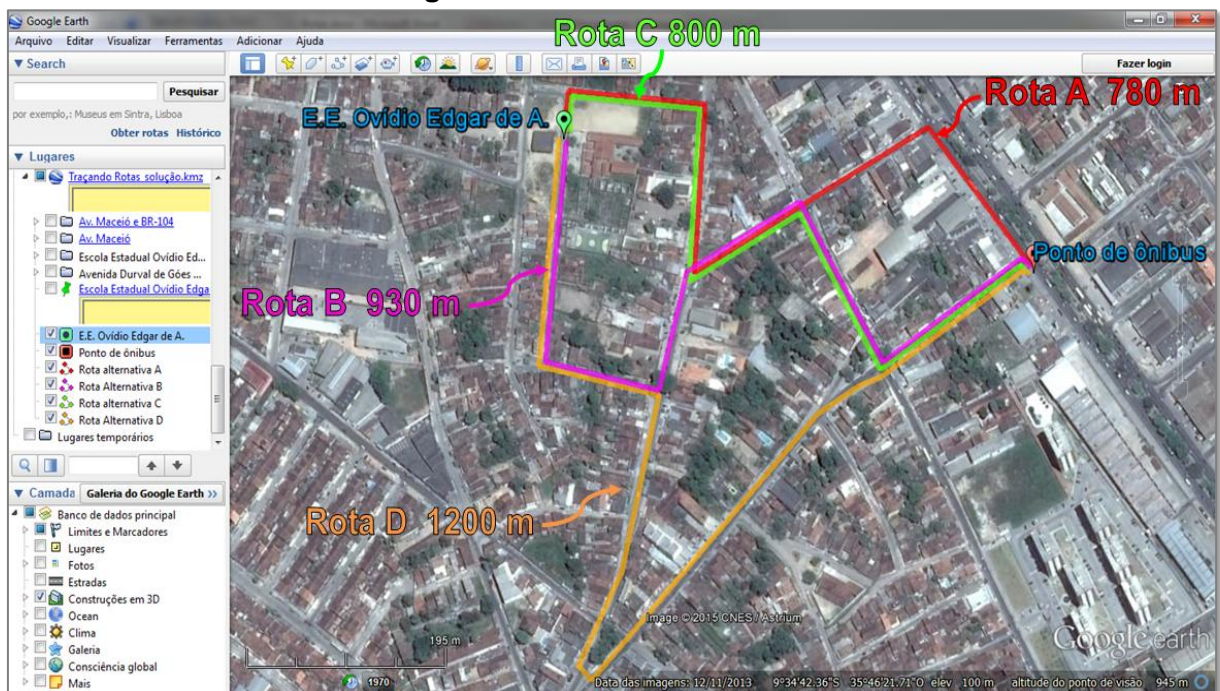 Google Earth
Arquivo Editar Visualizar Ferramentas Adicionar Ajuda
Rota C 800 m
Search
Fazer login
Pesquisar
por exemplo,: Museus em Sintra, Lisboa
Obter rotas Histórico
Lugares
Traçando Rotas solução.kmz
Av. Maceió e BR-104
Av. Maceió
Escola Estadual Ovídio Ed...
Avenida Durval de Góes ...
Escola Estadual Ovídio Edga
E.E. Ovídio Edgar de A.
Ponto de ônibus
Rota alternativa A
Rota Alternativa B
Rota alternativa C
Rota Alternativa D
Lugares temporários
Camada Galeria do Google Earth >>
Banco de dados principal
Limites e Marcadores
Lugares
Fotos
Estradas
Construções em 3D
Ocean
Clima
Galeria
Consciência global
Mais
E.E. Ovídio Edgar de A.
Rota A 780 m
Ponto de ônibus
Rota B 930 m
Rota D 1200 m
Image © 2015 CNES / Astrium
195 m
Google earth
1970
Data das imagens: 12/11/2013 9°34'42.36"S 35°46'21.71"O elev 100 m altitude do ponto de visão 945 m